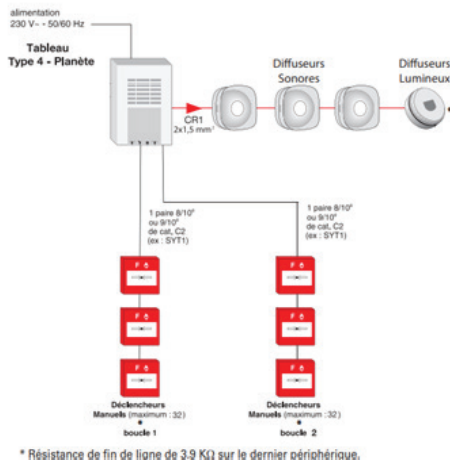 alimentation
230 V~ - 50/60 Hz
Tableau
Type 4 - Planète
Diffuseurs
Sonores
Diffuseurs
Lumineux
CR1
2x1,5 mm²
1 paire 8/10°
ou 9/10°
de cat, C2
(ex : SYT1)
1 paire 8/10°
ou 9/10°
de cat, C2
(ex : SYT1)
F
F
F
F
F
F
Déclencheurs
Manuels (maximum : 32)
boucle 1
Déclencheurs
Manuels (maximum : 32)
boucle 2
* Résistance de fin de ligne de 3,9 KΩ sur le dernier périphérique.